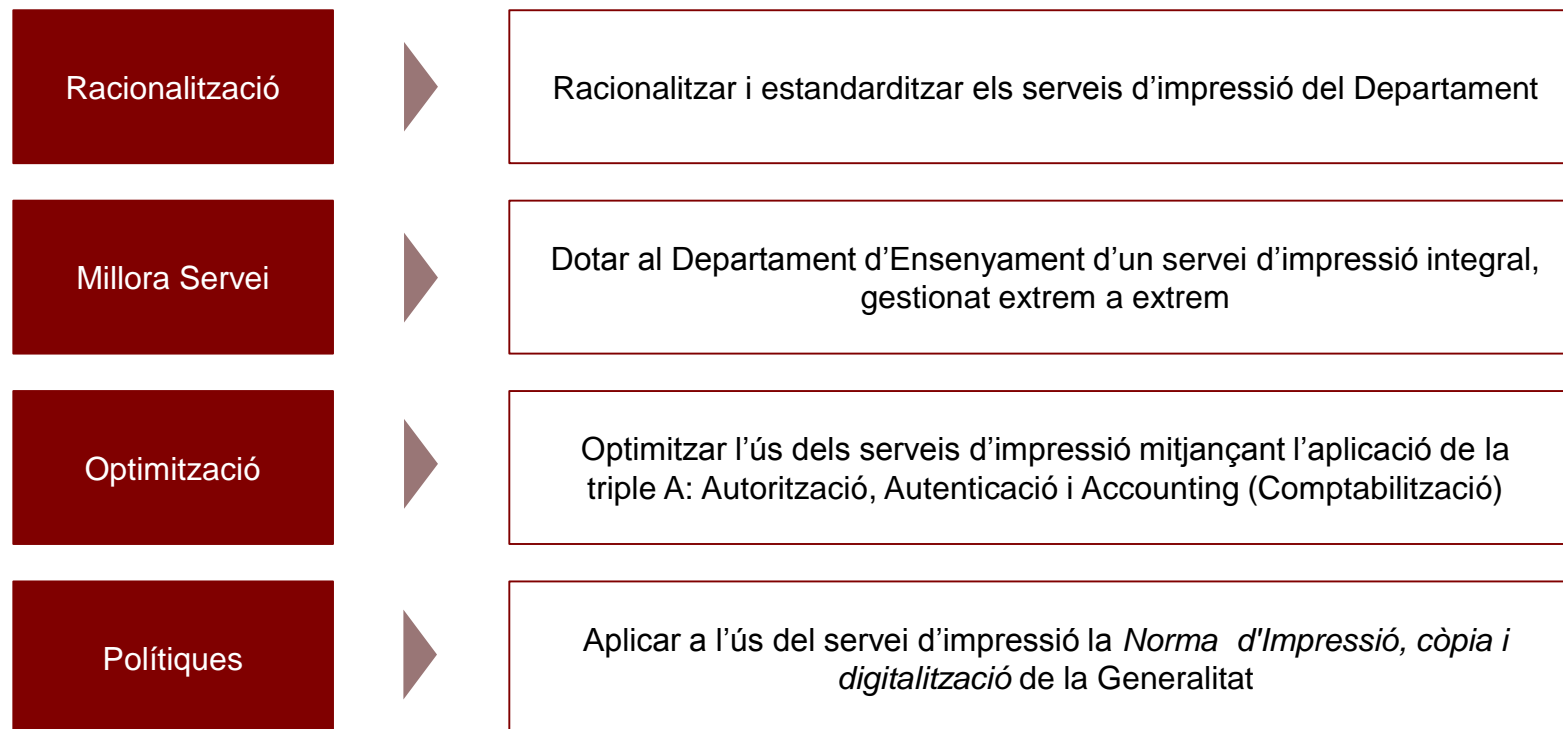 Racionalització
Racionalitzar i estandarditzar els serveis d’impressió del Departament
Millora Servei
Dotar al Departament d’Ensenyament d’un servei d’impressió integral,
gestionat extrem a extrem
Optimització
Optimitzar l’ús dels serveis d’impressió mitjançant l’aplicació de la
triple A: Autorització, Autenticació i Accounting (Comptabilització)
Polítiques
Aplicar a l’ús del servei d’impressió la Norma  d'Impressió, còpia i
digitalització de la Generalitat